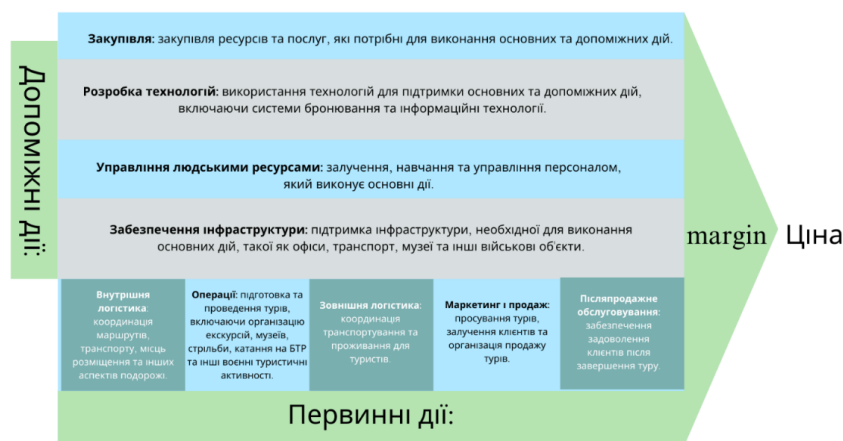 Допоміжні дії:
Закупівля: закупівля ресурсів та послуг, які потрібні для виконання основних та допоміжних дій.
Розробка технологій: використання технологій для підтримки основних та допоміжних дій,
включаючи системи бронювання та інформаційні технології.
Управління людськими ресурсами: залучення, навчання та управління персоналом,
який виконує основні дії.
Забезпечення інфраструктури: підтримка інфраструктури, необхідної для виконання
основних дій, такої як офіси, транспорт, музеї та інші військові об'єкти.
margin
Ціна
Внутрішня
логістика:
координація
маршрутів,
транспорту, місць
розміщення та інших
аспектів подорожі.
Операції: підготовка та
проведення турів,
включаючи організацію
екскурсій, музеїв,
стрільби, катання на БТР
та інші воєнні туристичні
активності.
Зовнішня логістика:
координація
транспортування та
проживання для
туристів.
Маркетинг і продаж:
просування турів,
залучення клієнтів та
організація продажу
турів.
Післяпродажне
обслуговування:
забезпечення
задоволення
клієнтів після
завершення туру.
Первинні дії: